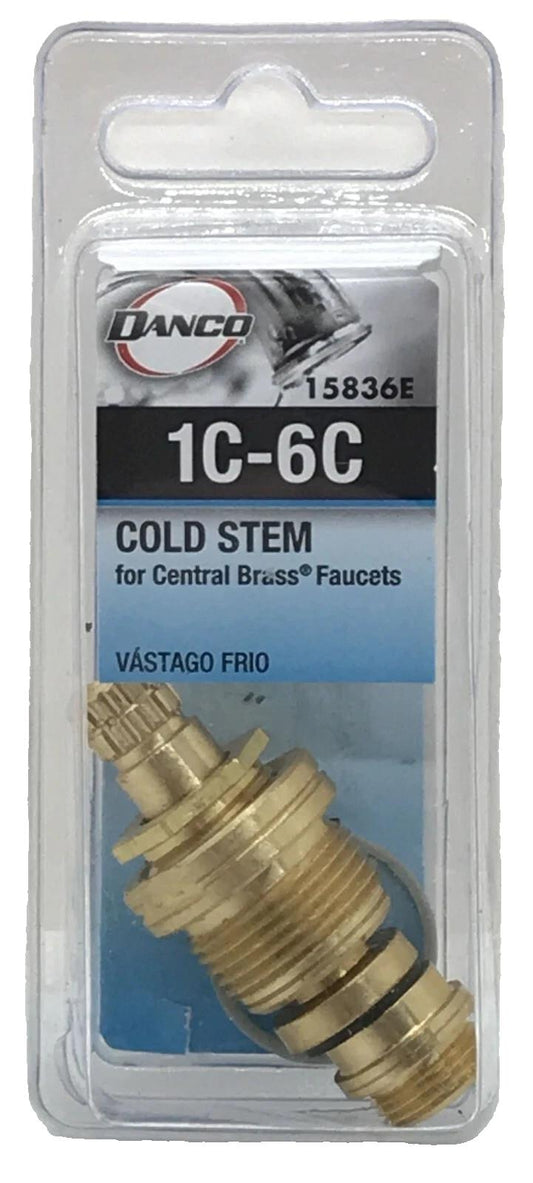 DANCO
15836E
1C-6C
COLD STEM
for Central Brass® Faucets
VÁSTAGO FRIO